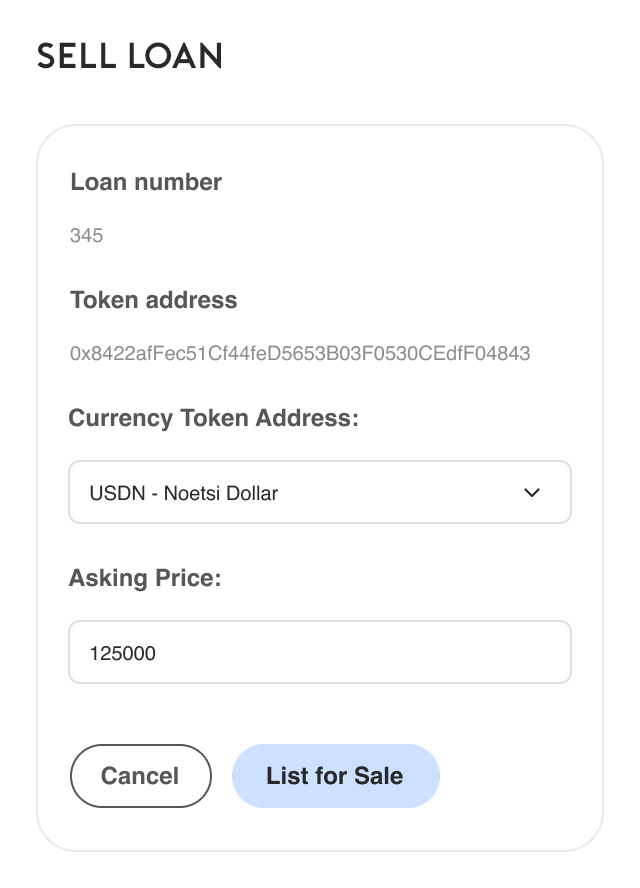 SELL LOAN
Loan number
345
Token address
0x8422afFec51Cf44feD5653B03F0530CEdfF04843
Currency Token Address:
USDN - Noetsi Dollar
Asking Price:
125000
Cancel
List for Sale